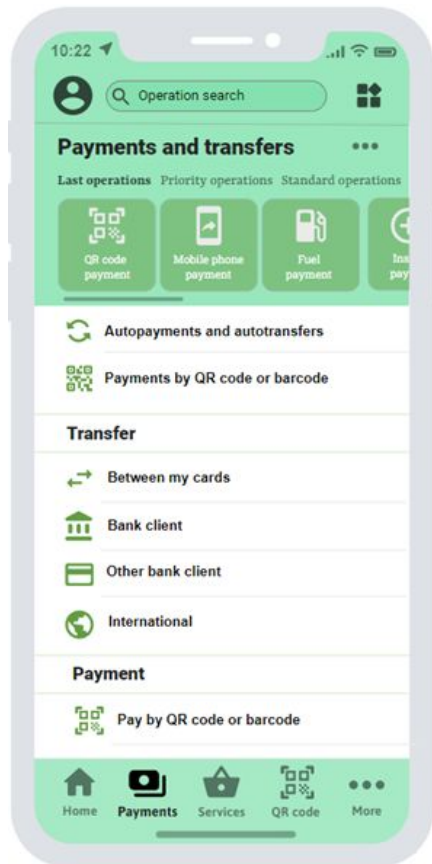 10:22
Operation search
Payments and transfers
Last operations Priority operations Standard operations
QR code
payment
Mobile phone
payment
Fuel
payment
Autopayments and autotransfers
Payments by QR code or barcode
Transfer
Between my cards
Bank client
Other bank client
International
Payment
Pay by QR code or barcode
Home
Payments
Services
QR code
More